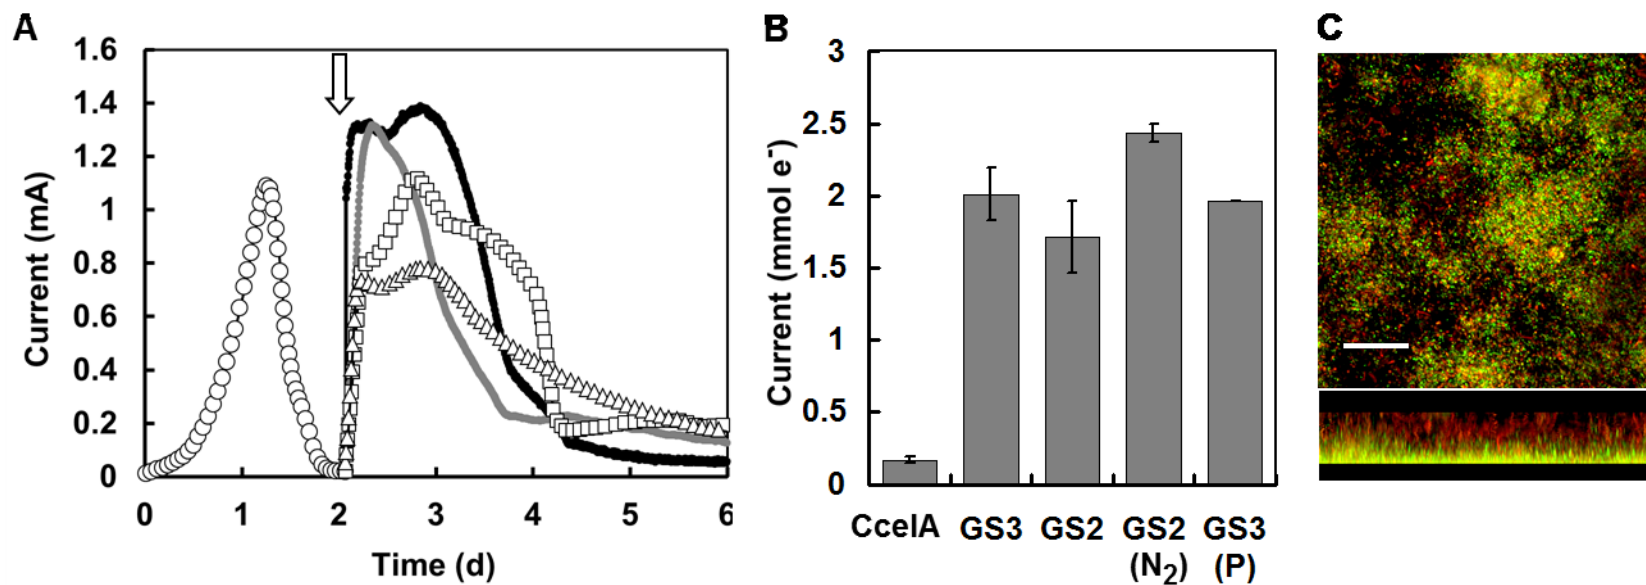 A
1.6
1.4
1.2
1
0.8
0.6
0.4
0.2
0
Current (mA)
0 1 2 3 4 5 6
Time (d)
B
3
2.5
2
1.5
1
0.5
0
Current (mmol e⁻)
CcelA GS3 GS2 GS2 GS3
(N₂) (P)
C